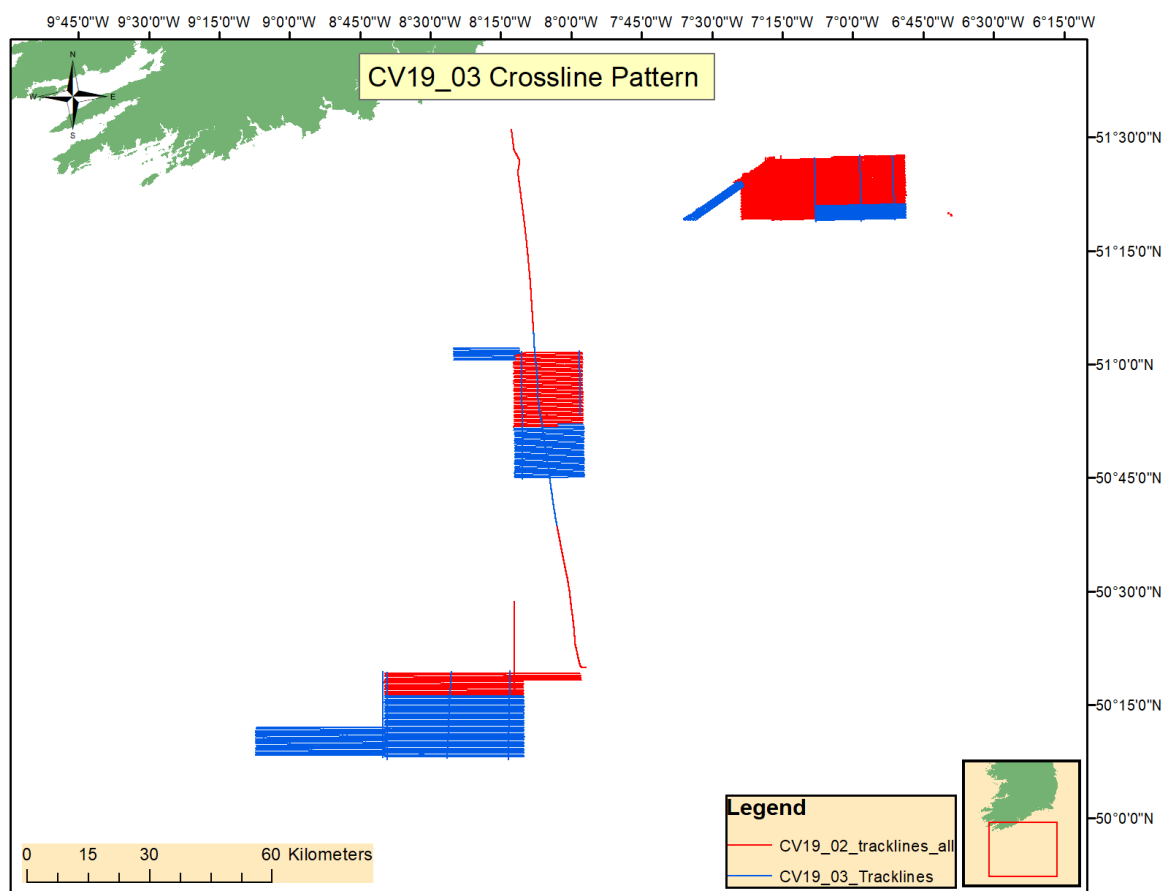 9°45'0"W 9°30'0"W 9°15'0"W 9°0'0"W 8°45'0"W 8°30'0"W 8°15'0"W 8°0'0"W 7°45'0"W 7°30'0"W 7°15'0"W 7°0'0"W 6°45'0"W 6°30'0"W 6°15'0"W
N
W E
S
CV19_03 Crossline Pattern
51°30'0"N
51°15'0"N
51°0'0"N
50°45'0"N
50°30'0"N
50°15'0"N
50°0'0"N
Legend
CV19_02_tracklines_all
CV19_03_Tracklines
0 15 30 60 Kilometers